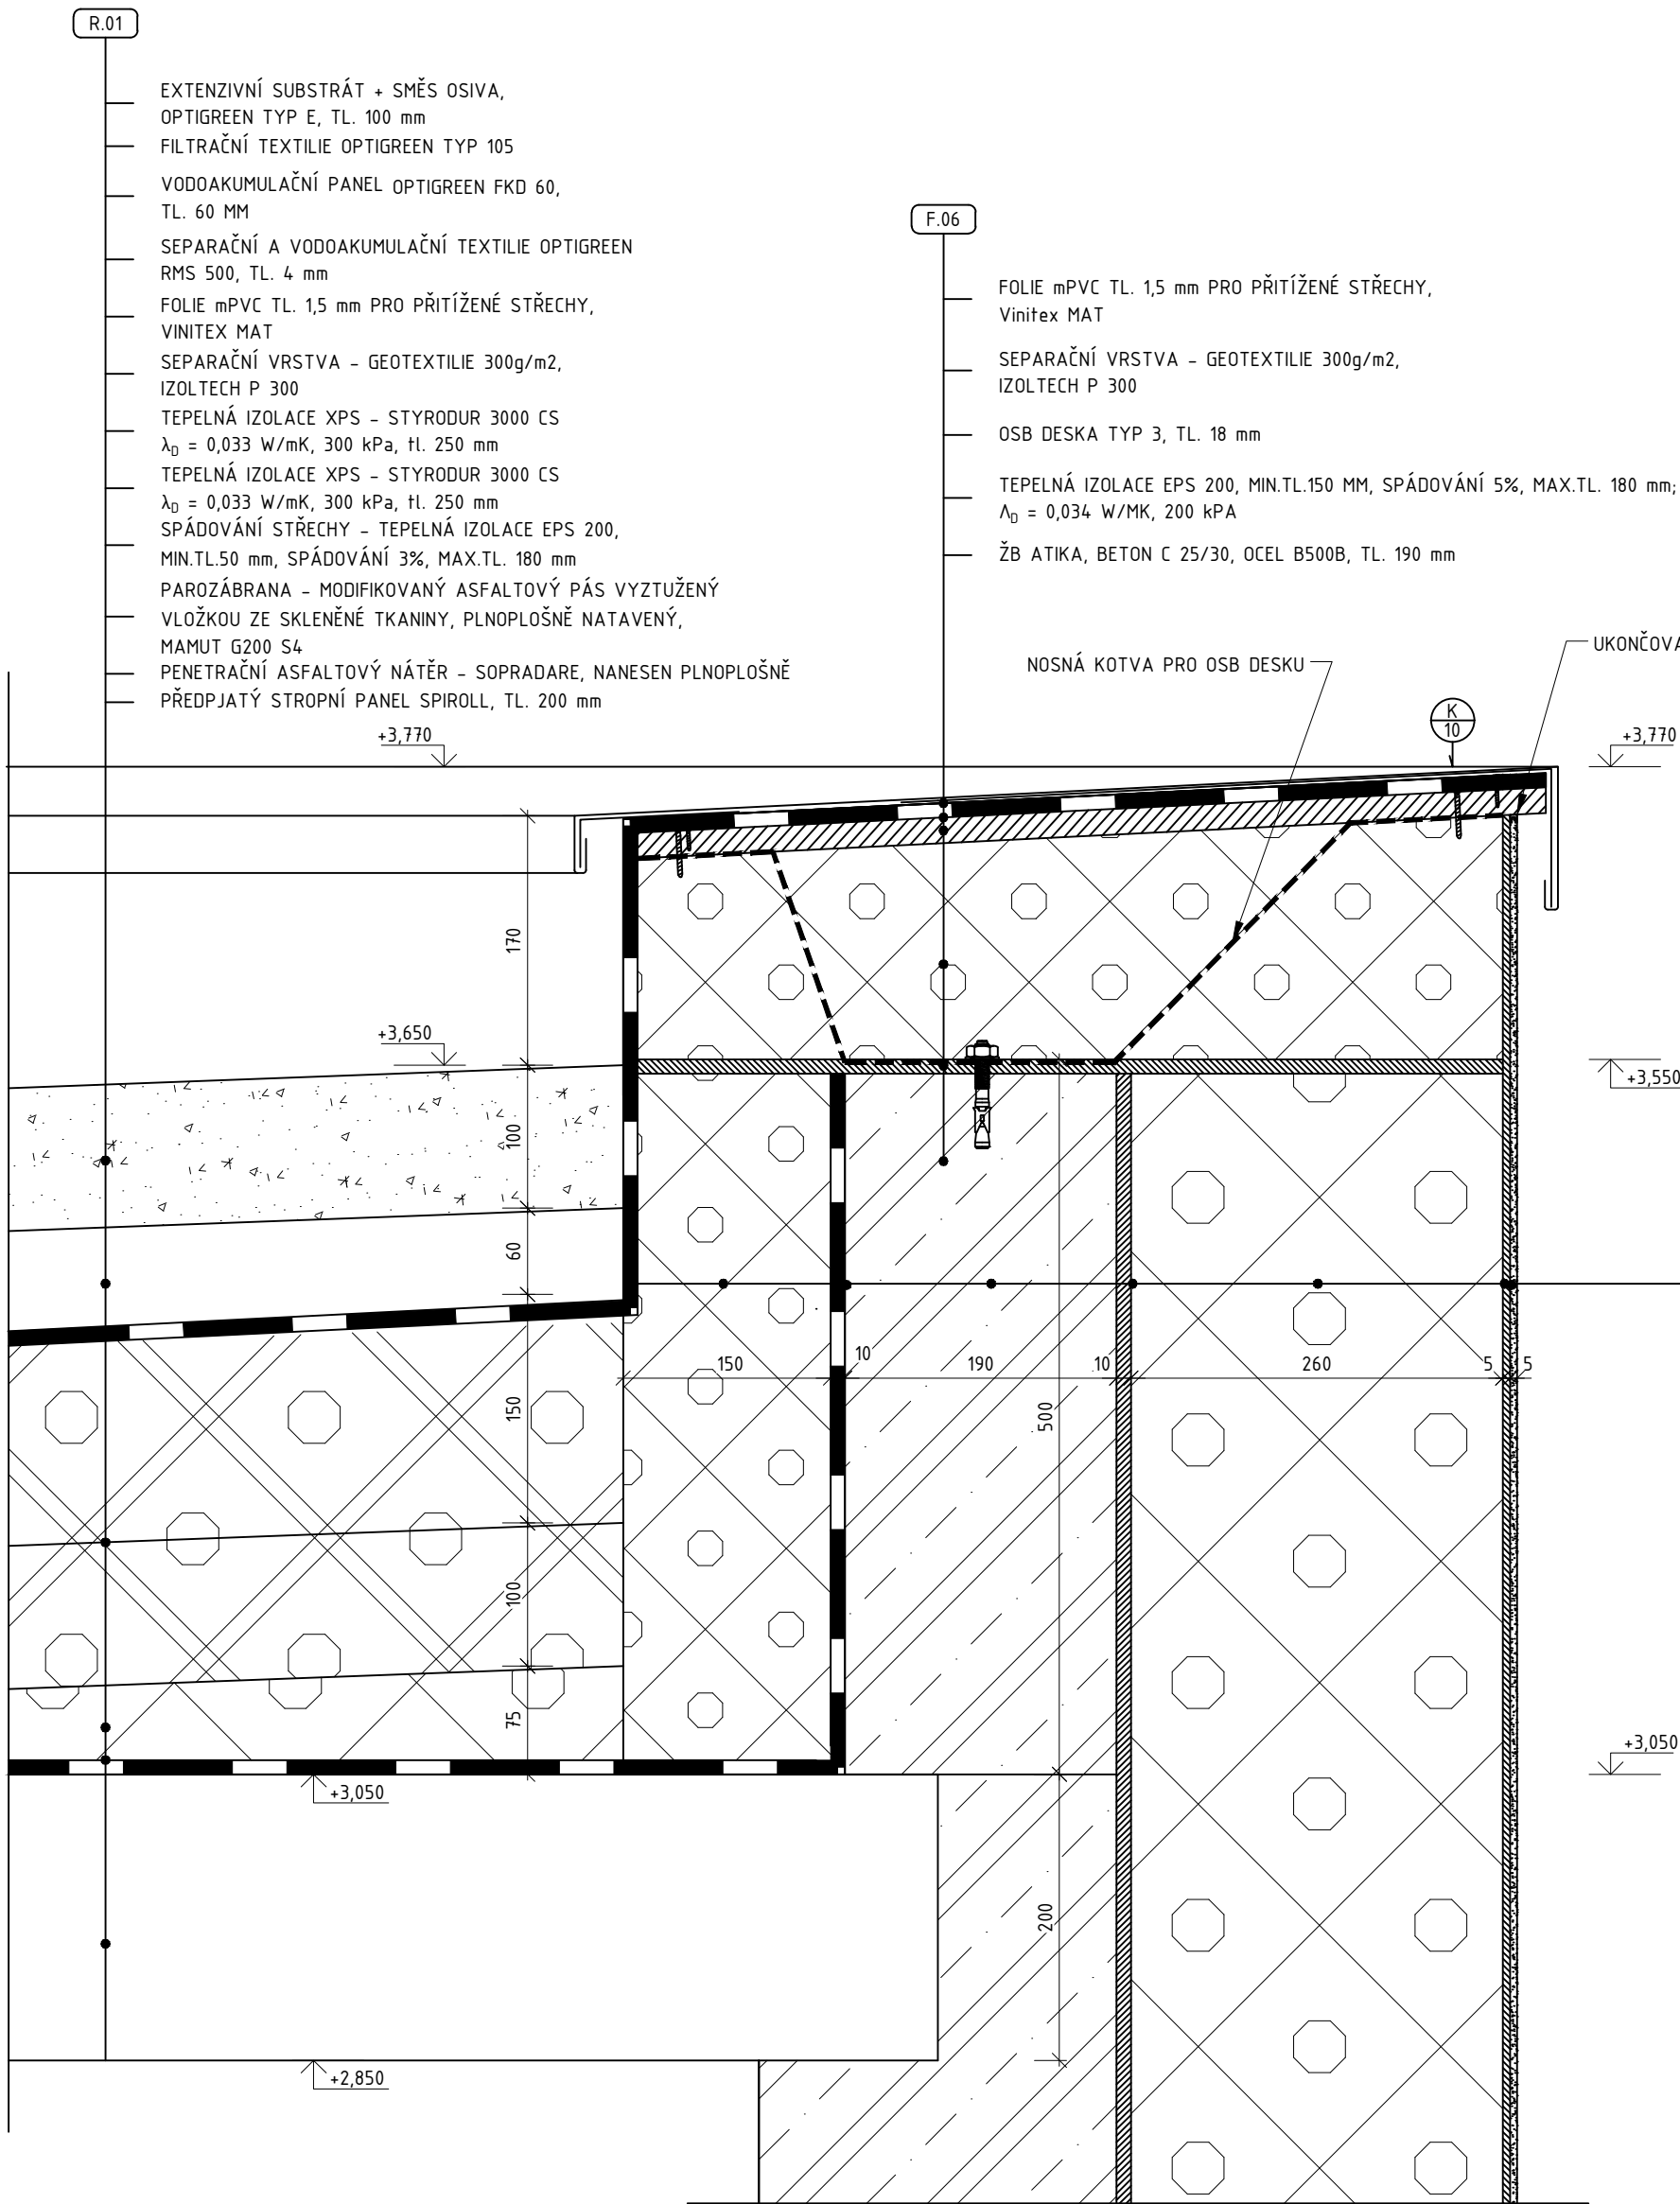 R.01
EXTENZIVNÍ SUBSTRÁT + SMĚS OSIVA,
OPTIGREEN TYP E, TL. 100 mm
FILTRAČNÍ TEXTILIE OPTIGREEN TYP 105
VODOAKUMULAČNÍ PANEL OPTIGREEN FKD 60,
TL. 60 MM
SEPARAČNÍ A VODOAKUMULAČNÍ TEXTILIE OPTIGREEN
RMS 500, TL. 4 mm
FOLIE mPVC TL. 1,5 mm PRO PŘITÍŽENÉ STŘECHY,
VINITEX MAT
SEPARAČNÍ VRSTVA - GEOTEXTILIE 300g/m2,
IZOLTECH P 300
TEPELNÁ IZOLACE XPS - STYRODUR 3000 CS
λD = 0,033 W/mK, 300 kPa, tl. 250 mm
TEPELNÁ IZOLACE XPS - STYRODUR 3000 CS
λD = 0,033 W/mK, 300 kPa, tl. 250 mm
SPÁDOVÁNÍ STŘECHY - TEPELNÁ IZOLACE EPS 200,
MIN.TL.50 mm, SPÁDOVÁNÍ 3%, MAX.TL. 180 mm
PAROZÁBRANA - MODIFIKOVANÝ ASFALTOVÝ PÁS VYZTUŽENÝ
VLOŽKOU ZE SKLENĚNÉ TKANINY, PLNOPLOŠNĚ NATAVENÝ,
MAMUT G200 S4
PENETRAČNÍ ASFALTOVÝ NÁTĚR - SOPRADARE, NANESEN PLNOPLOŠNĚ
PŘEDPJATÝ STROPNÍ PANEL SPIROLL, TL. 200 mm
F.06
FOLIE mPVC TL. 1,5 mm PRO PŘITÍŽENÉ STŘECHY,
Vinitex MAT
SEPARAČNÍ VRSTVA - GEOTEXTILIE 300g/m2,
IZOLTECH P 300
OSB DESKA TYP 3, TL. 18 mm
TEPELNÁ IZOLACE EPS 200, MIN.TL.150 MM, SPÁDOVÁNÍ 5%, MAX.TL. 180 mm;
ΛD = 0,034 W/MK, 200 kPA
ŽB ATIKA, BETON C 25/30, OCEL B500B, TL. 190 mm
NOSNÁ KOTVA PRO OSB DESKU
K
10
+3,770
+3,770
170
+3,650
+3,550
100
60
150
10
190
10
260
5
5
150
500
100
75
+3,050
+3,050
200
+2,850